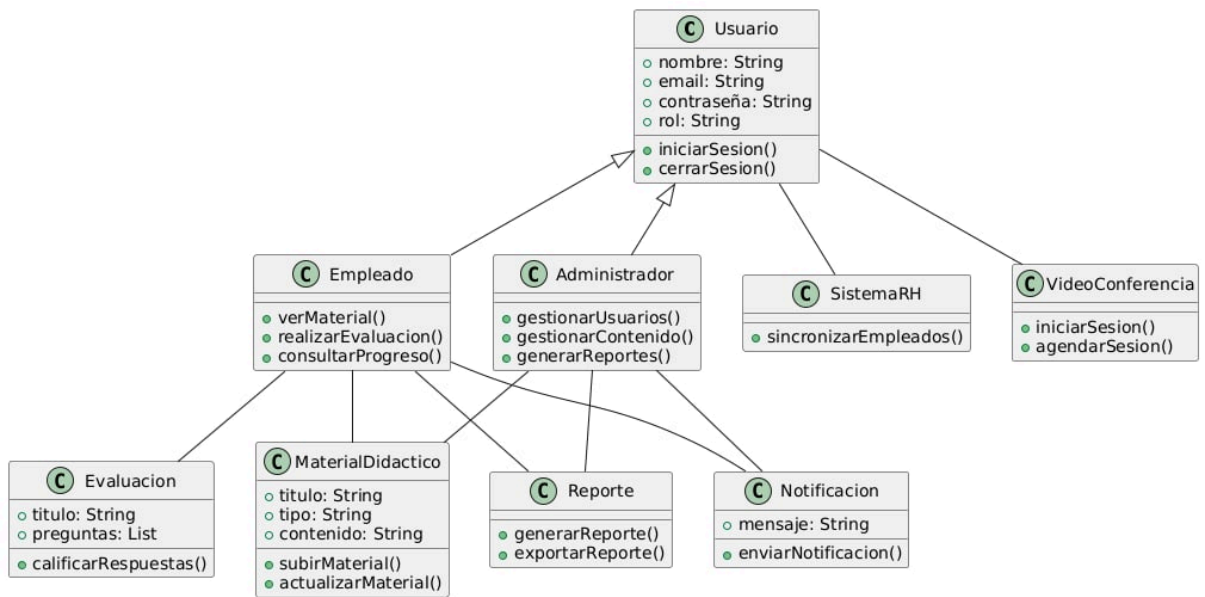 C Usuario
nombre: String
email: String
contraseña: String
rol: String
iniciarSesion()
cerrarSesion()
C Empleado
verMaterial()
realizarEvaluacion()
consultarProgreso()
C Administrador
gestionarUsuarios()
gestionarContenido()
generarReportes()
C SistemaRH
sincronizarEmpleados()
C VideoConferencia
iniciarSesion()
agendarSesion()
C Evaluacion
titulo: String
preguntas: List
calificarRespuestas()
C MaterialDidactico
titulo: String
tipo: String
contenido: String
subirMaterial()
actualizarMaterial()
C Reporte
generarReporte()
exportarReporte()
C Notificacion
mensaje: String
enviarNotificacion()